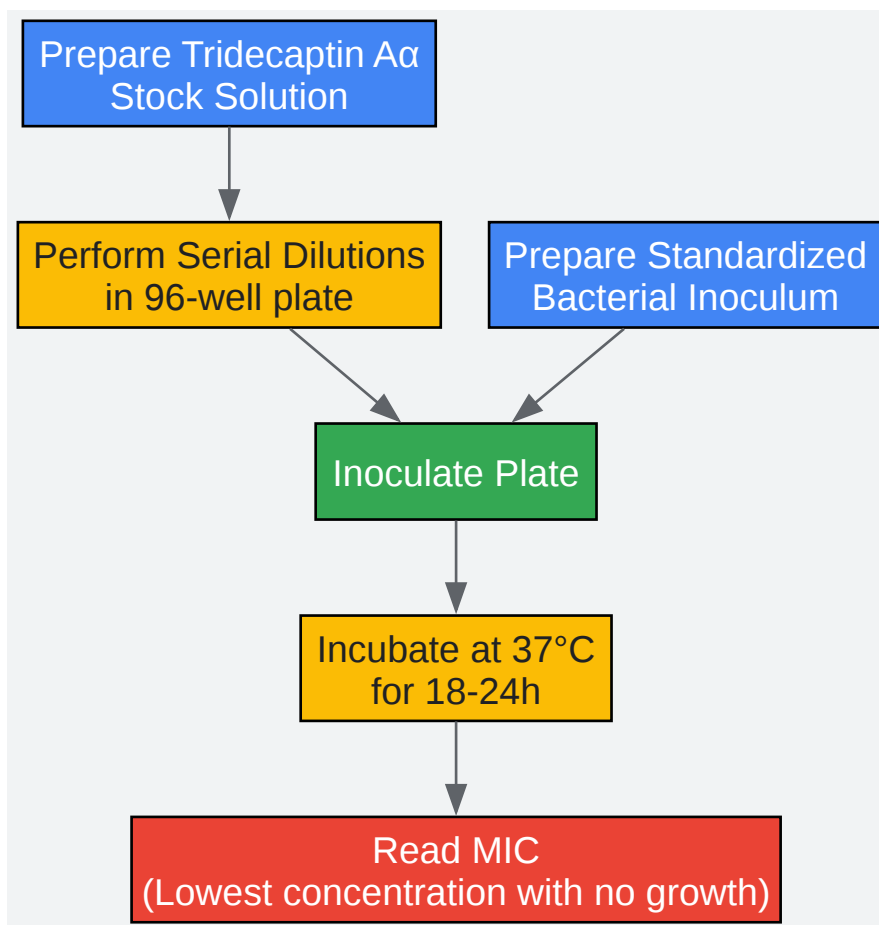 Prepare Tridecaptin Aα
Stock Solution
Perform Serial Dilutions
in 96-well plate
Prepare Standardized
Bacterial Inoculum
Inoculate Plate
Incubate at 37°C
for 18-24h
Read MIC
(Lowest concentration with no growth)